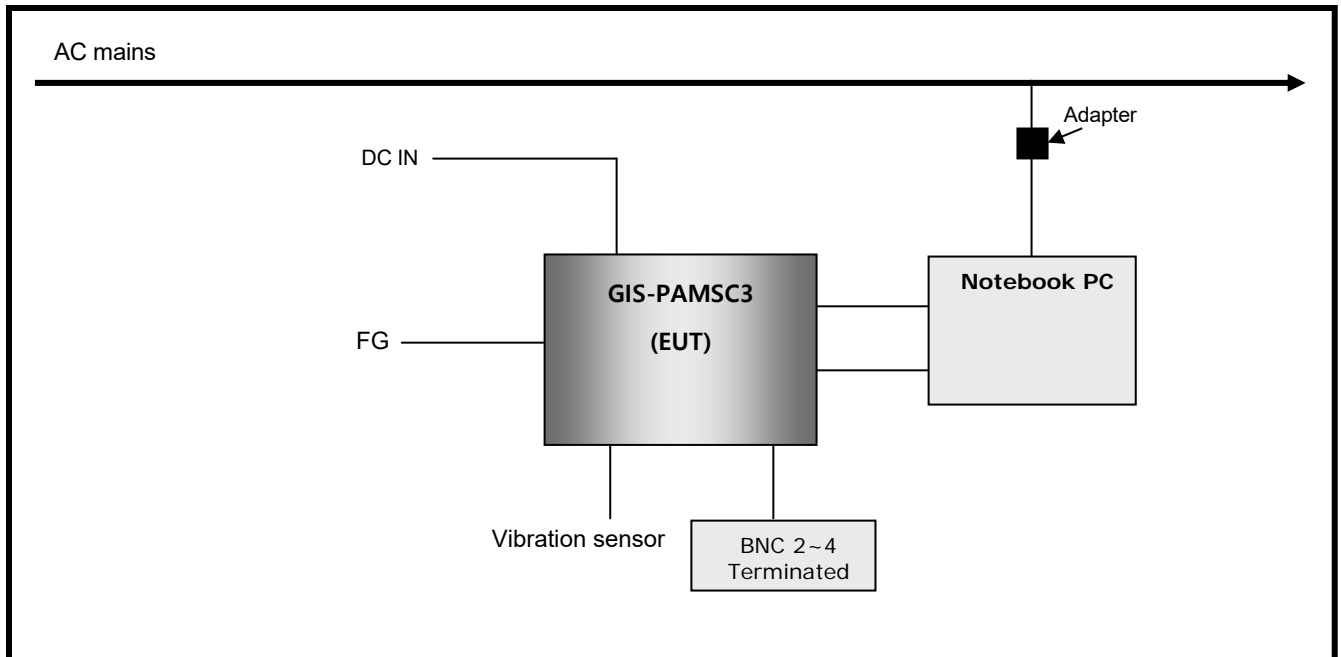 AC mains
Adapter
DC IN
GIS-PAMSC3
(EUT)
Notebook PC
FG
Vibration sensor
BNC 2~4
Terminated